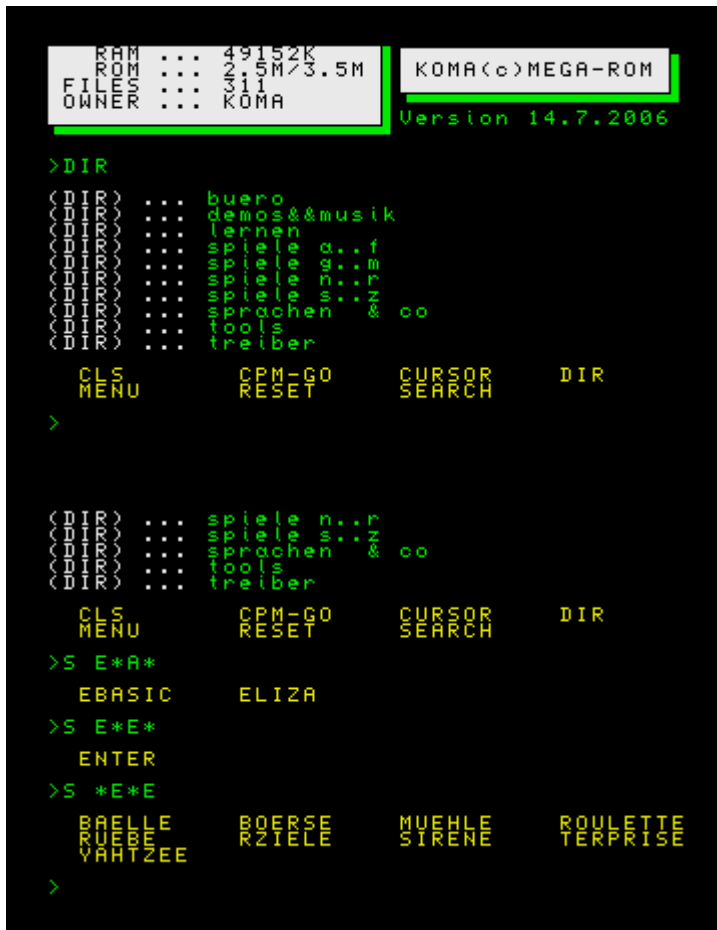 RAM ... 49152K
ROM ... 2.5M/3.5M
FILES ... 311
OWNER ... KOMA
KOMA(c)MEGA-ROM
Version 14.7.2006
>DIR
(DIR) ... buero
(DIR) ... demos&&musik
(DIR) ... lernen
(DIR) ... spiele a..f
(DIR) ... spiele g..m
(DIR) ... spiele n..r
(DIR) ... spiele s..z
(DIR) ... sprachen & co
(DIR) ... tools
(DIR) ... treiber
CLS CPM-GO CURSOR DIR
MENU RESET SEARCH
>
(DIR) ... spiele n..r
(DIR) ... spiele s..z
(DIR) ... sprachen & co
(DIR) ... tools
(DIR) ... treiber
CLS CPM-GO CURSOR DIR
MENU RESET SEARCH
>S E*A*
EBASIC ELIZA
>S E*E*
ENTER
>S *E*E
BAELLE BOERSE MUEHLE ROULETTE
RUEBE RZIELE SIRENE TERPRISE
YAHTZEE
>